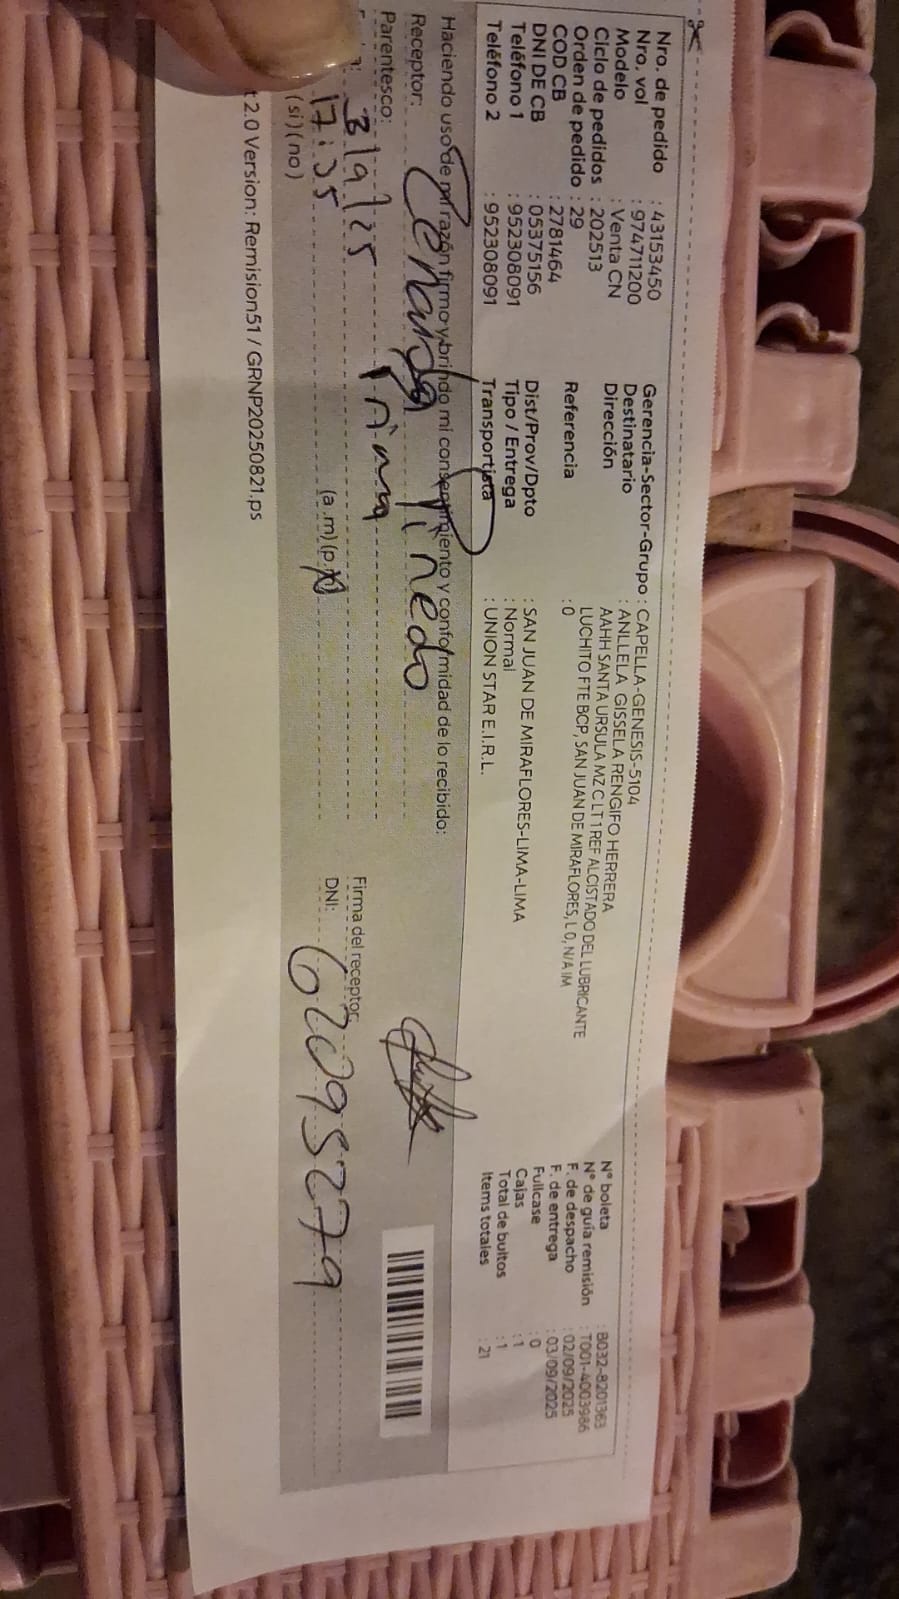 Nro. de pedido : 43153450
Nro. vol : 974711200
Modelo : Venta CN
Ciclo de pedidos : 202513
Orden de pedido : 29
COD CB : 2781464
DNI DE CB : 05375156
Teléfono 1 : 952308091
Teléfono 2 : 952308091
Gerencia-Sector-Grupo : CAPELLA-GENESIS-5104
Destinatario : ANLLELA GISSELA RENGIFO HERRERA
Dirección AAHH SANTA URSULA MZ C LT 1 REF ALCISTADO DEL LUBRICANTE
LUCHITO FTE BCP, SAN JUAN DE MIRAFLORES, L 0, N/A IM
Referencia : 0
Dist/Prov/Dpto : SAN JUAN DE MIRAFLORES-LIMA-LIMA
Tipo / Entrega : Normal
Transportista : UNION STAR E.I.R.L.
N° boleta : B032-8201363
N° de guía remisión : T001-4003986
F. de despacho : 02/09/2025
F. de entrega : 03/09/2025
Fullcase : 0
Cajas : 1
Total de bultos : 1
Items totales : 21
Haciendo uso de mi razón firmo y brindo mi consentimiento y conformidad de lo recibido:
Receptor: Pinedo
Parentesco: Prima
3/9/25
17:35 (a.m)(p.m)
(si) (no)
Firma del receptor:
DNI: 62095279
t 2.0 Version: Remision51 / GRNP20250821.ps